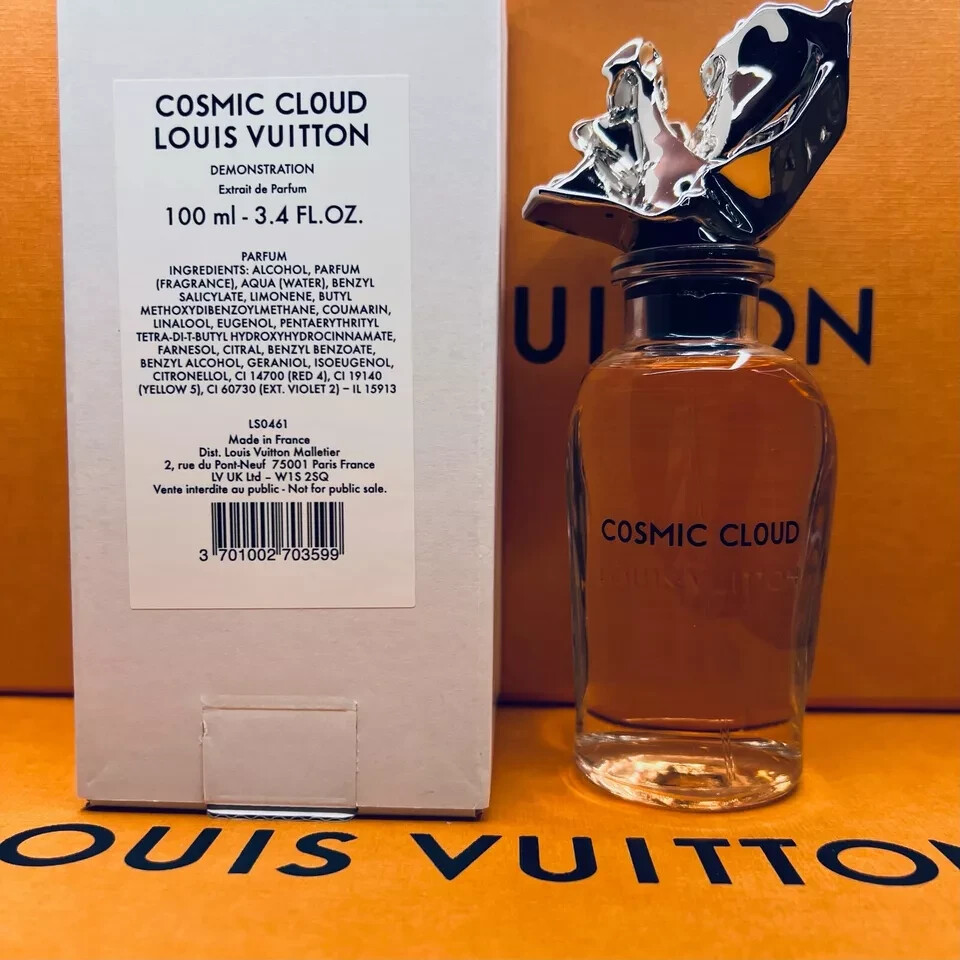 COSMIC CLOUD
LOUIS VUITTON
DEMONSTRATION
Extrait de Parfum
100 ml - 3.4 FL.OZ.
PARFUM
INGREDIENTS: ALCOHOL, PARFUM
(FRAGRANCE), AQUA (WATER), BENZYL
SALICYLATE, LIMONENE, BUTYL
METHOXYDIBENZOYLMETHANE, COUMARIN,
LINALOOL, EUGENOL, PENTAERYTHRITYL
TETRA-DI-T-BUTYL HYDROXYHYDROCINNAMATE,
FARNESOL, CITRAL, BENZYL BENZOATE,
BENZYL ALCOHOL, GERANIOL, ISOEUGENOL,
CITRONELLOL, CI 14700 (RED 4), CI 19140
(YELLOW 5), CI 60730 (EXT. VIOLET 2) – IL 15913
LS0461
Made in France
Dist. Louis Vuitton Malletier
2, rue du Pont-Neuf 75001 Paris France
LV UK Ltd – W1S 2SQ
Vente interdite au public - Not for public sale.
3 701002 703599
UI ON
COSMIC CLOUD
OUIS VUITTON